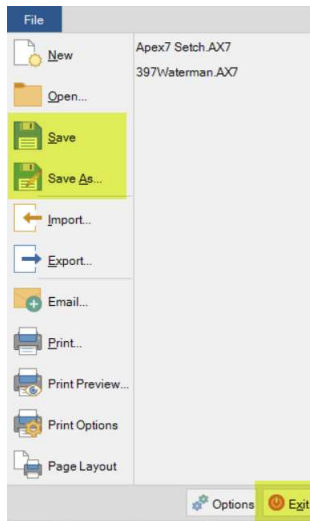 File
New
Open...
Save
Save As...
Import...
Export...
Email...
Print...
Print Preview...
Print Options
Page Layout
Apex7 Setch.AX7
397Waterman.AX7
Options
Exit